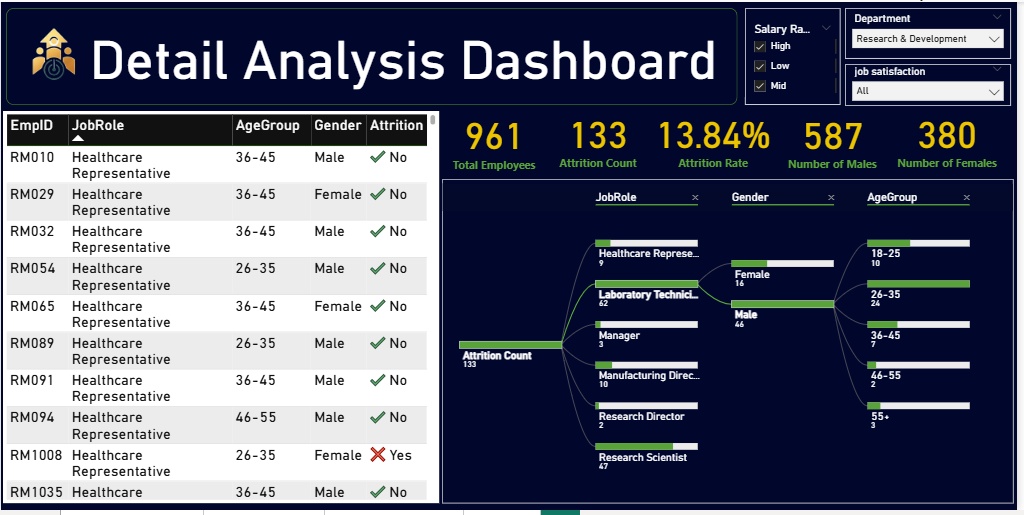 Detail Analysis Dashboard
Salary Ra...
High
Low
Mid
Department
Research & Development
job satisfaction
All
EmpID JobRole AgeGroup Gender Attrition
RM010 Healthcare 36-45 Male No
Representative
RM029 Healthcare 36-45 Female No
Representative
RM032 Healthcare 36-45 Male No
Representative
RM054 Healthcare 26-35 Male No
Representative
RM065 Healthcare 36-45 Female No
Representative
RM089 Healthcare 26-35 Male No
Representative
RM091 Healthcare 36-45 Male No
Representative
RM094 Healthcare 46-55 Male No
Representative
RM1008 Healthcare 26-35 Female Yes
Representative
RM1035 Healthcare 36-45 Male No
961 133 13.84% 587 380
Total Employees Attrition Count Attrition Rate Number of Males Number of Females
JobRole Gender AgeGroup
Attrition Count
133
Healthcare Represe...
9
Laboratory Technici...
62
Manager
3
Manufacturing Direc...
10
Research Director
2
Research Scientist
47
Female
16
Male
46
18-25
10
26-35
24
36-45
7
46-55
2
55+
3